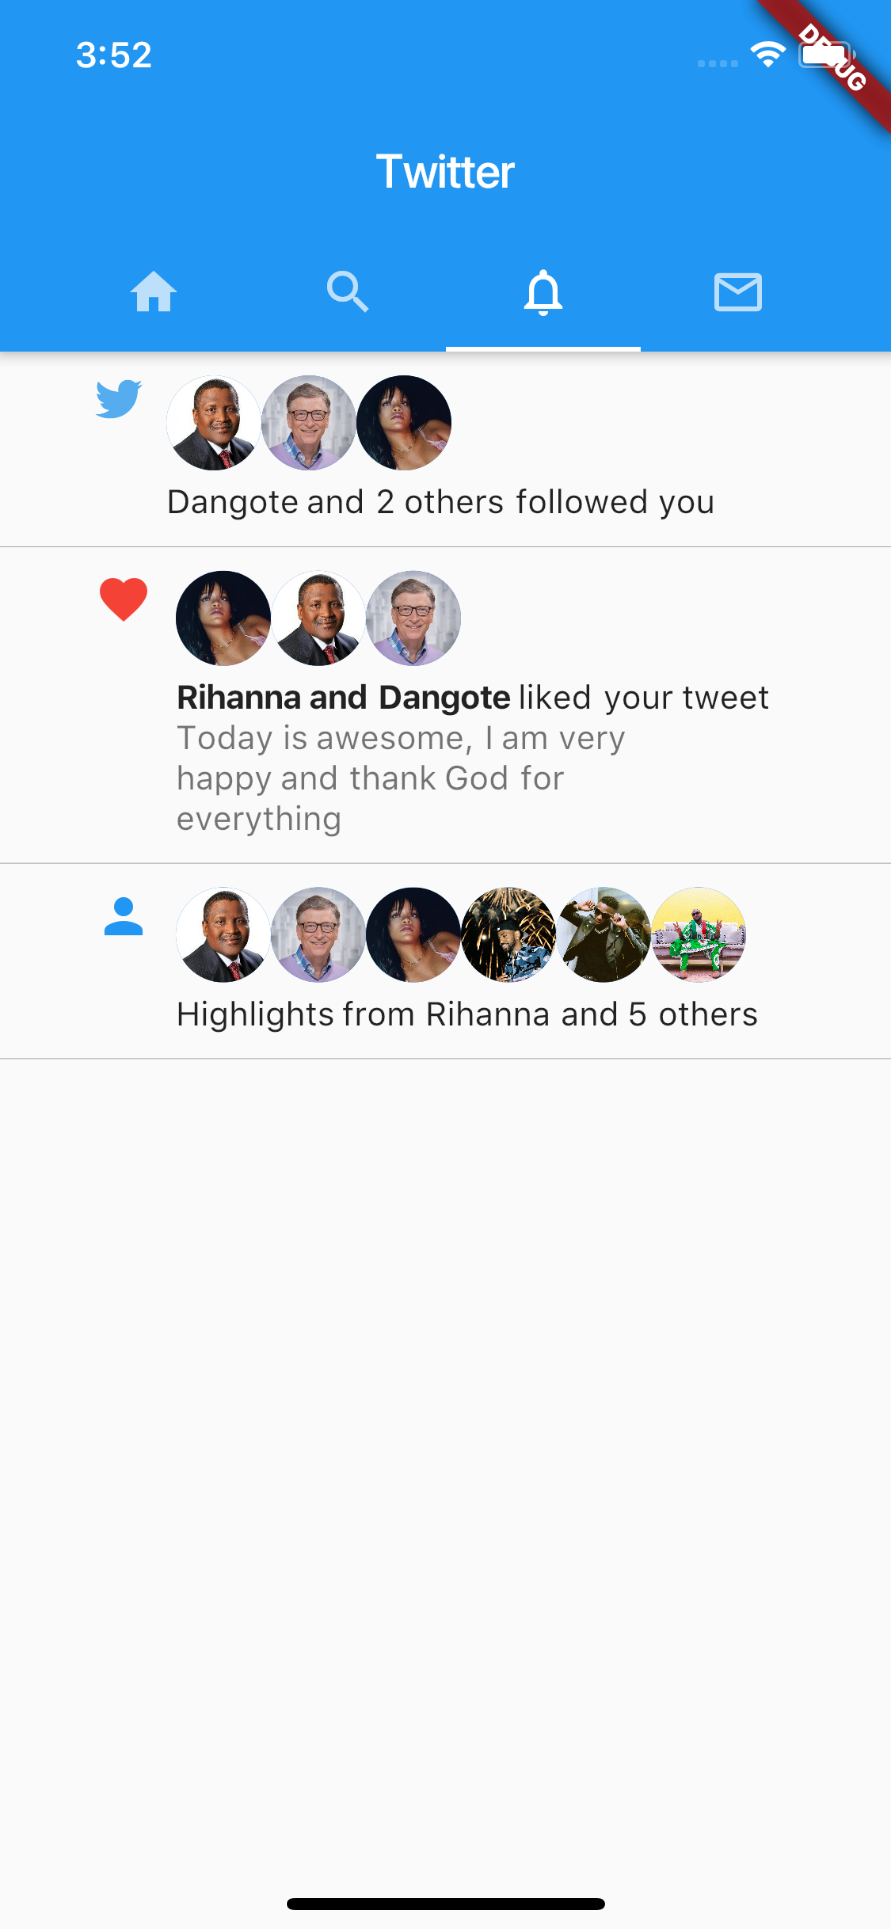 3:52
DEBUG
Twitter
Dangote and 2 others followed you
Rihanna and Dangote liked your tweet
Today is awesome, I am very
happy and thank God for
everything
Highlights from Rihanna and 5 others